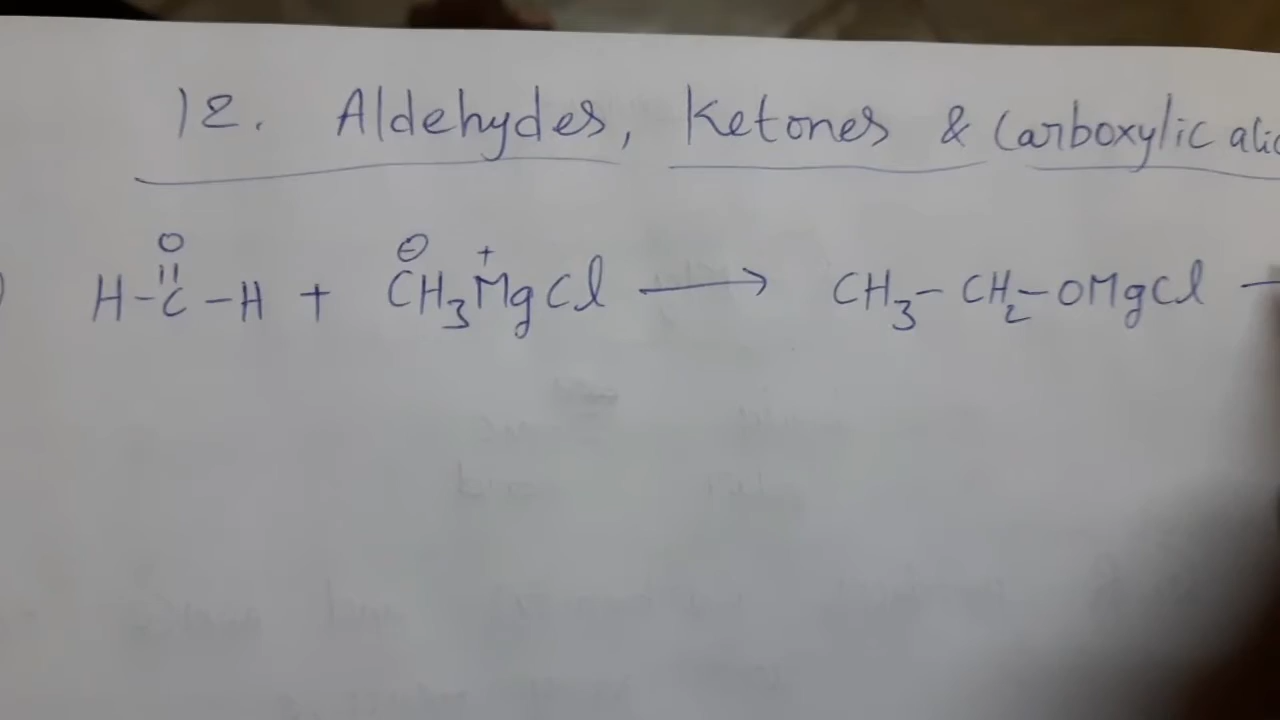 12. Aldehydes, Ketones & Carboxylic
O ⊖ +
) H-C-H + CH3MgCl ⟶ CH3-CH2-OMgCl —